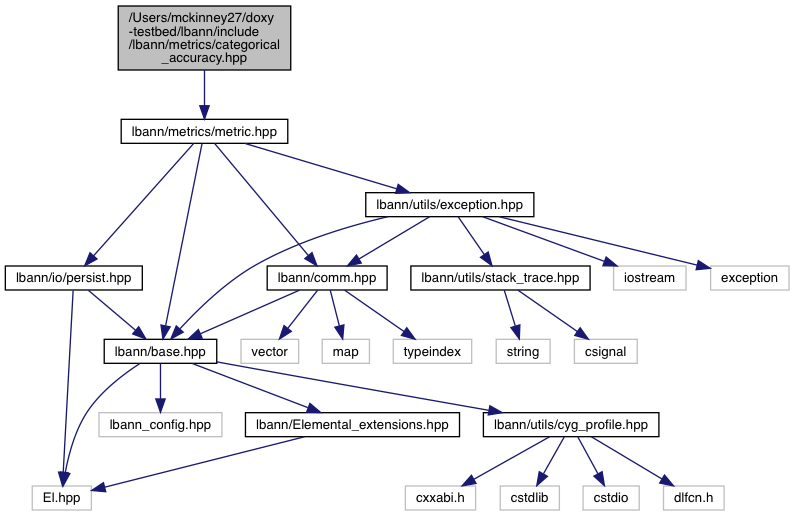 /Users/mckinney27/doxy
-testbed/lbann/include
/lbann/metrics/categorical
_accuracy.hpp
lbann/metrics/metric.hpp
lbann/utils/exception.hpp
lbann/io/persist.hpp
lbann/comm.hpp
lbann/utils/stack_trace.hpp
iostream
exception
lbann/base.hpp
vector
map
typeindex
string
csignal
lbann_config.hpp
lbann/Elemental_extensions.hpp
lbann/utils/cyg_profile.hpp
El.hpp
cxxabi.h
cstdlib
cstdio
dlfcn.h